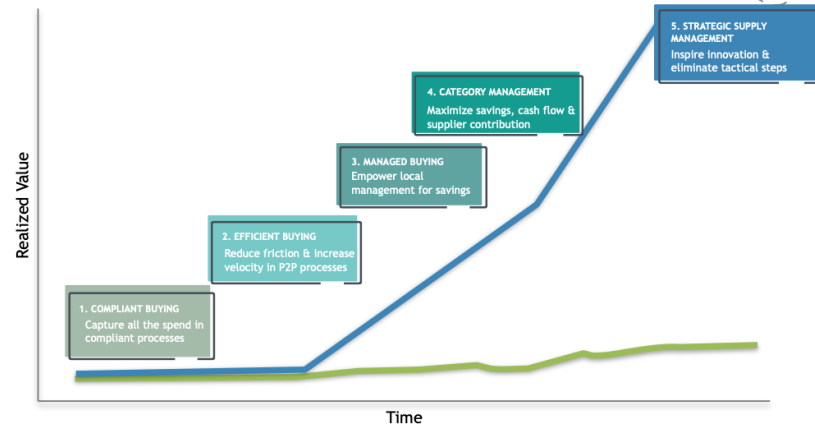 5. STRATEGIC SUPPLY
MANAGEMENT
Inspire innovation &
eliminate tactical steps
4. CATEGORY MANAGEMENT
Maximize savings, cash flow &
supplier contribution
3. MANAGED BUYING
Empower local
management for savings
2. EFFICIENT BUYING
Reduce friction & increase
velocity in P2P processes
1. COMPLIANT BUYING
Capture all the spend in
compliant processes
Realized Value
Time